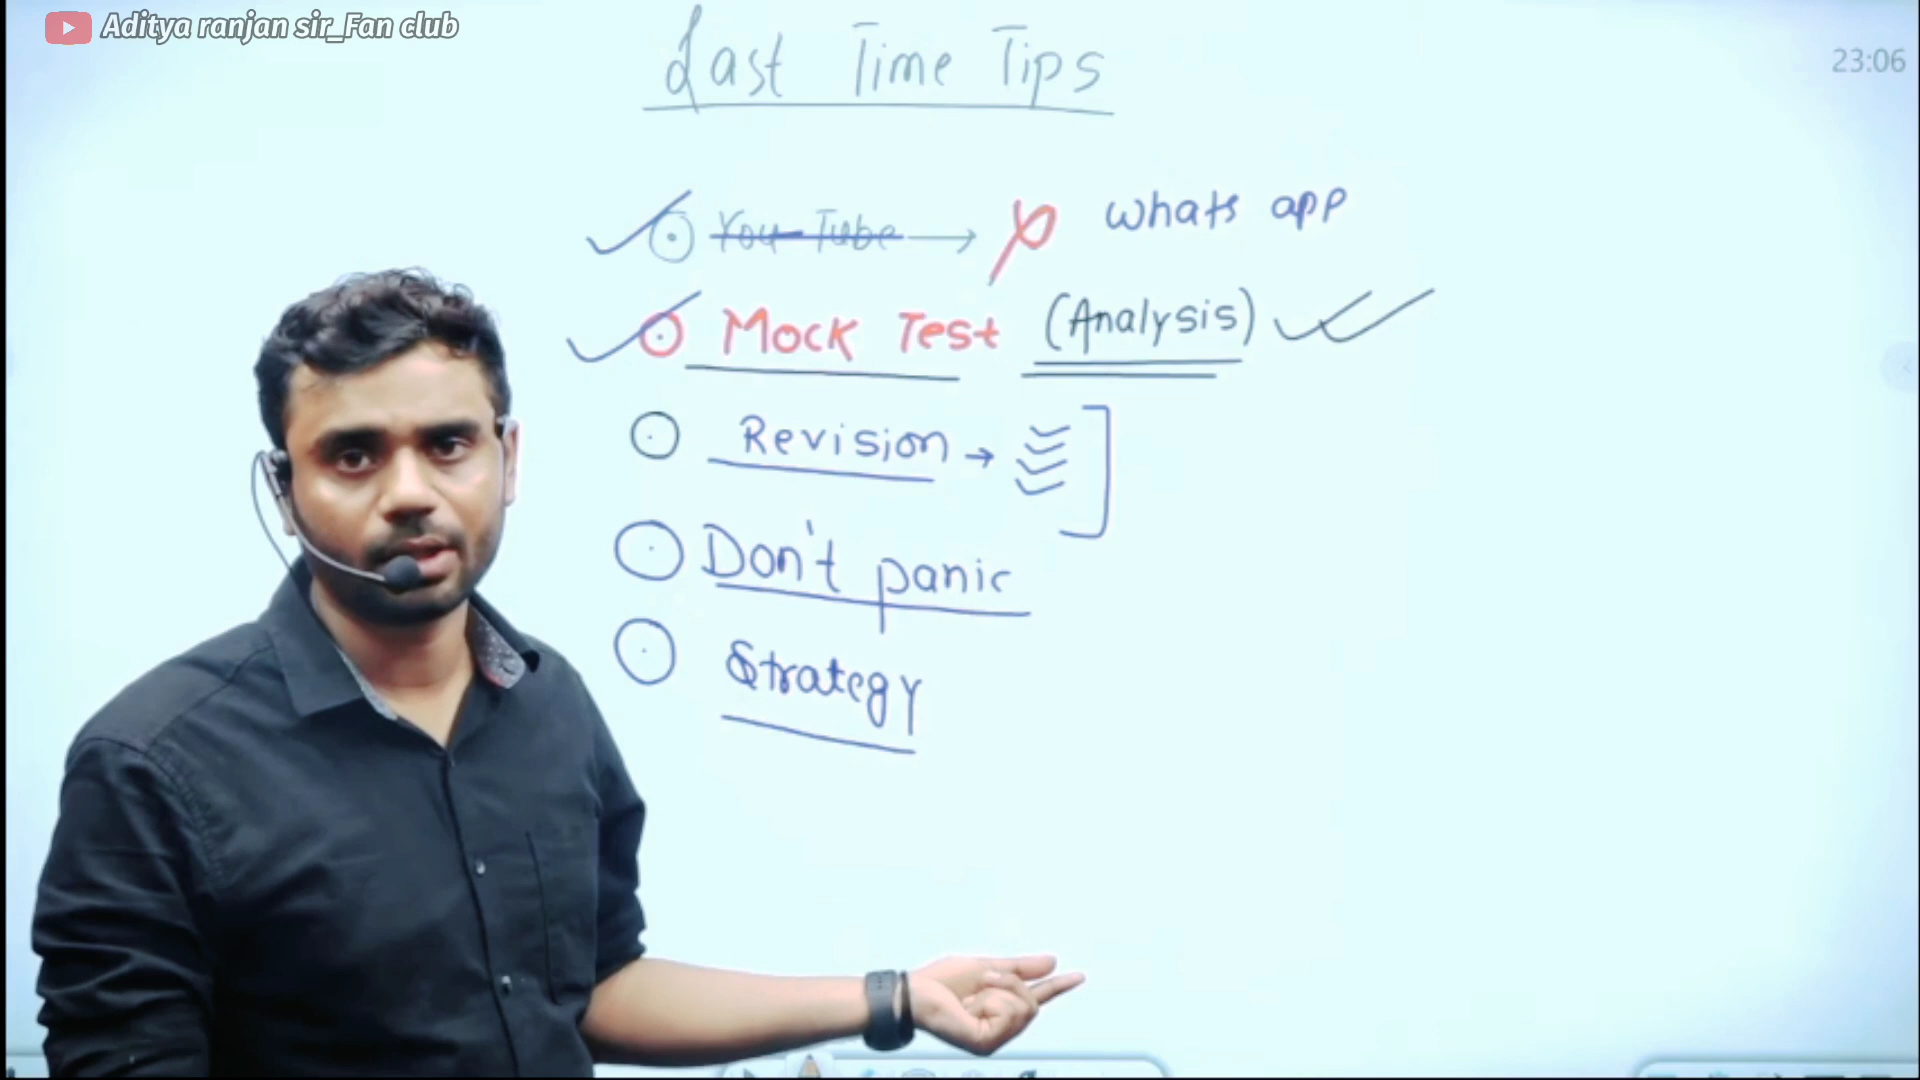 Aditya ranjan sir_Fan club
Last Time Tips
23:06
You Tube → whats app
Mock Test (Analysis)
Revision →
Don't panic
Strategy